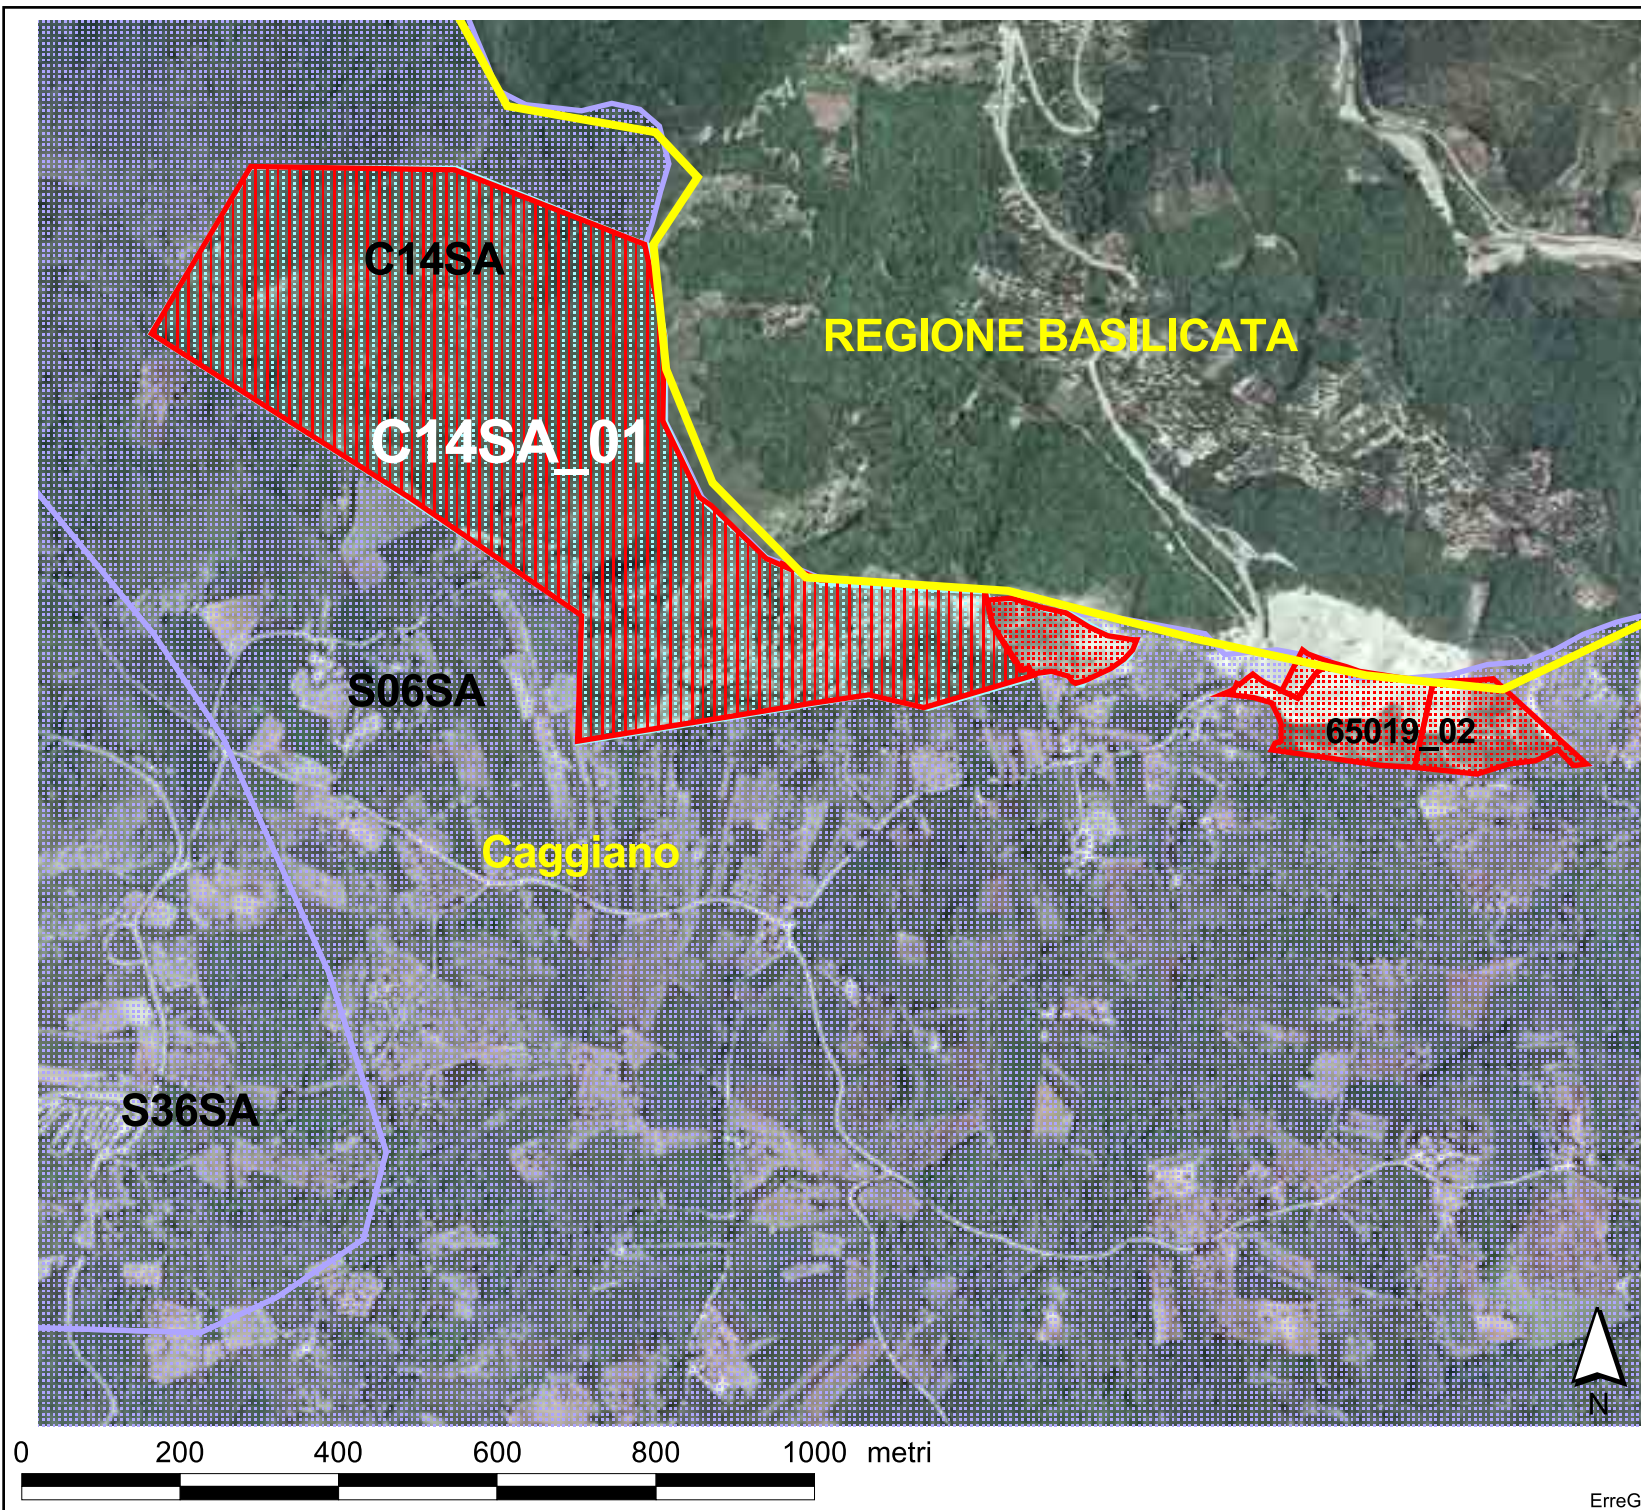 C14SA
REGIONE BASILICATA
C14SA_01
S06SA
65019_02
Caggiano
S36SA
N
0 200 400 600 800 1000 metri
ErreG